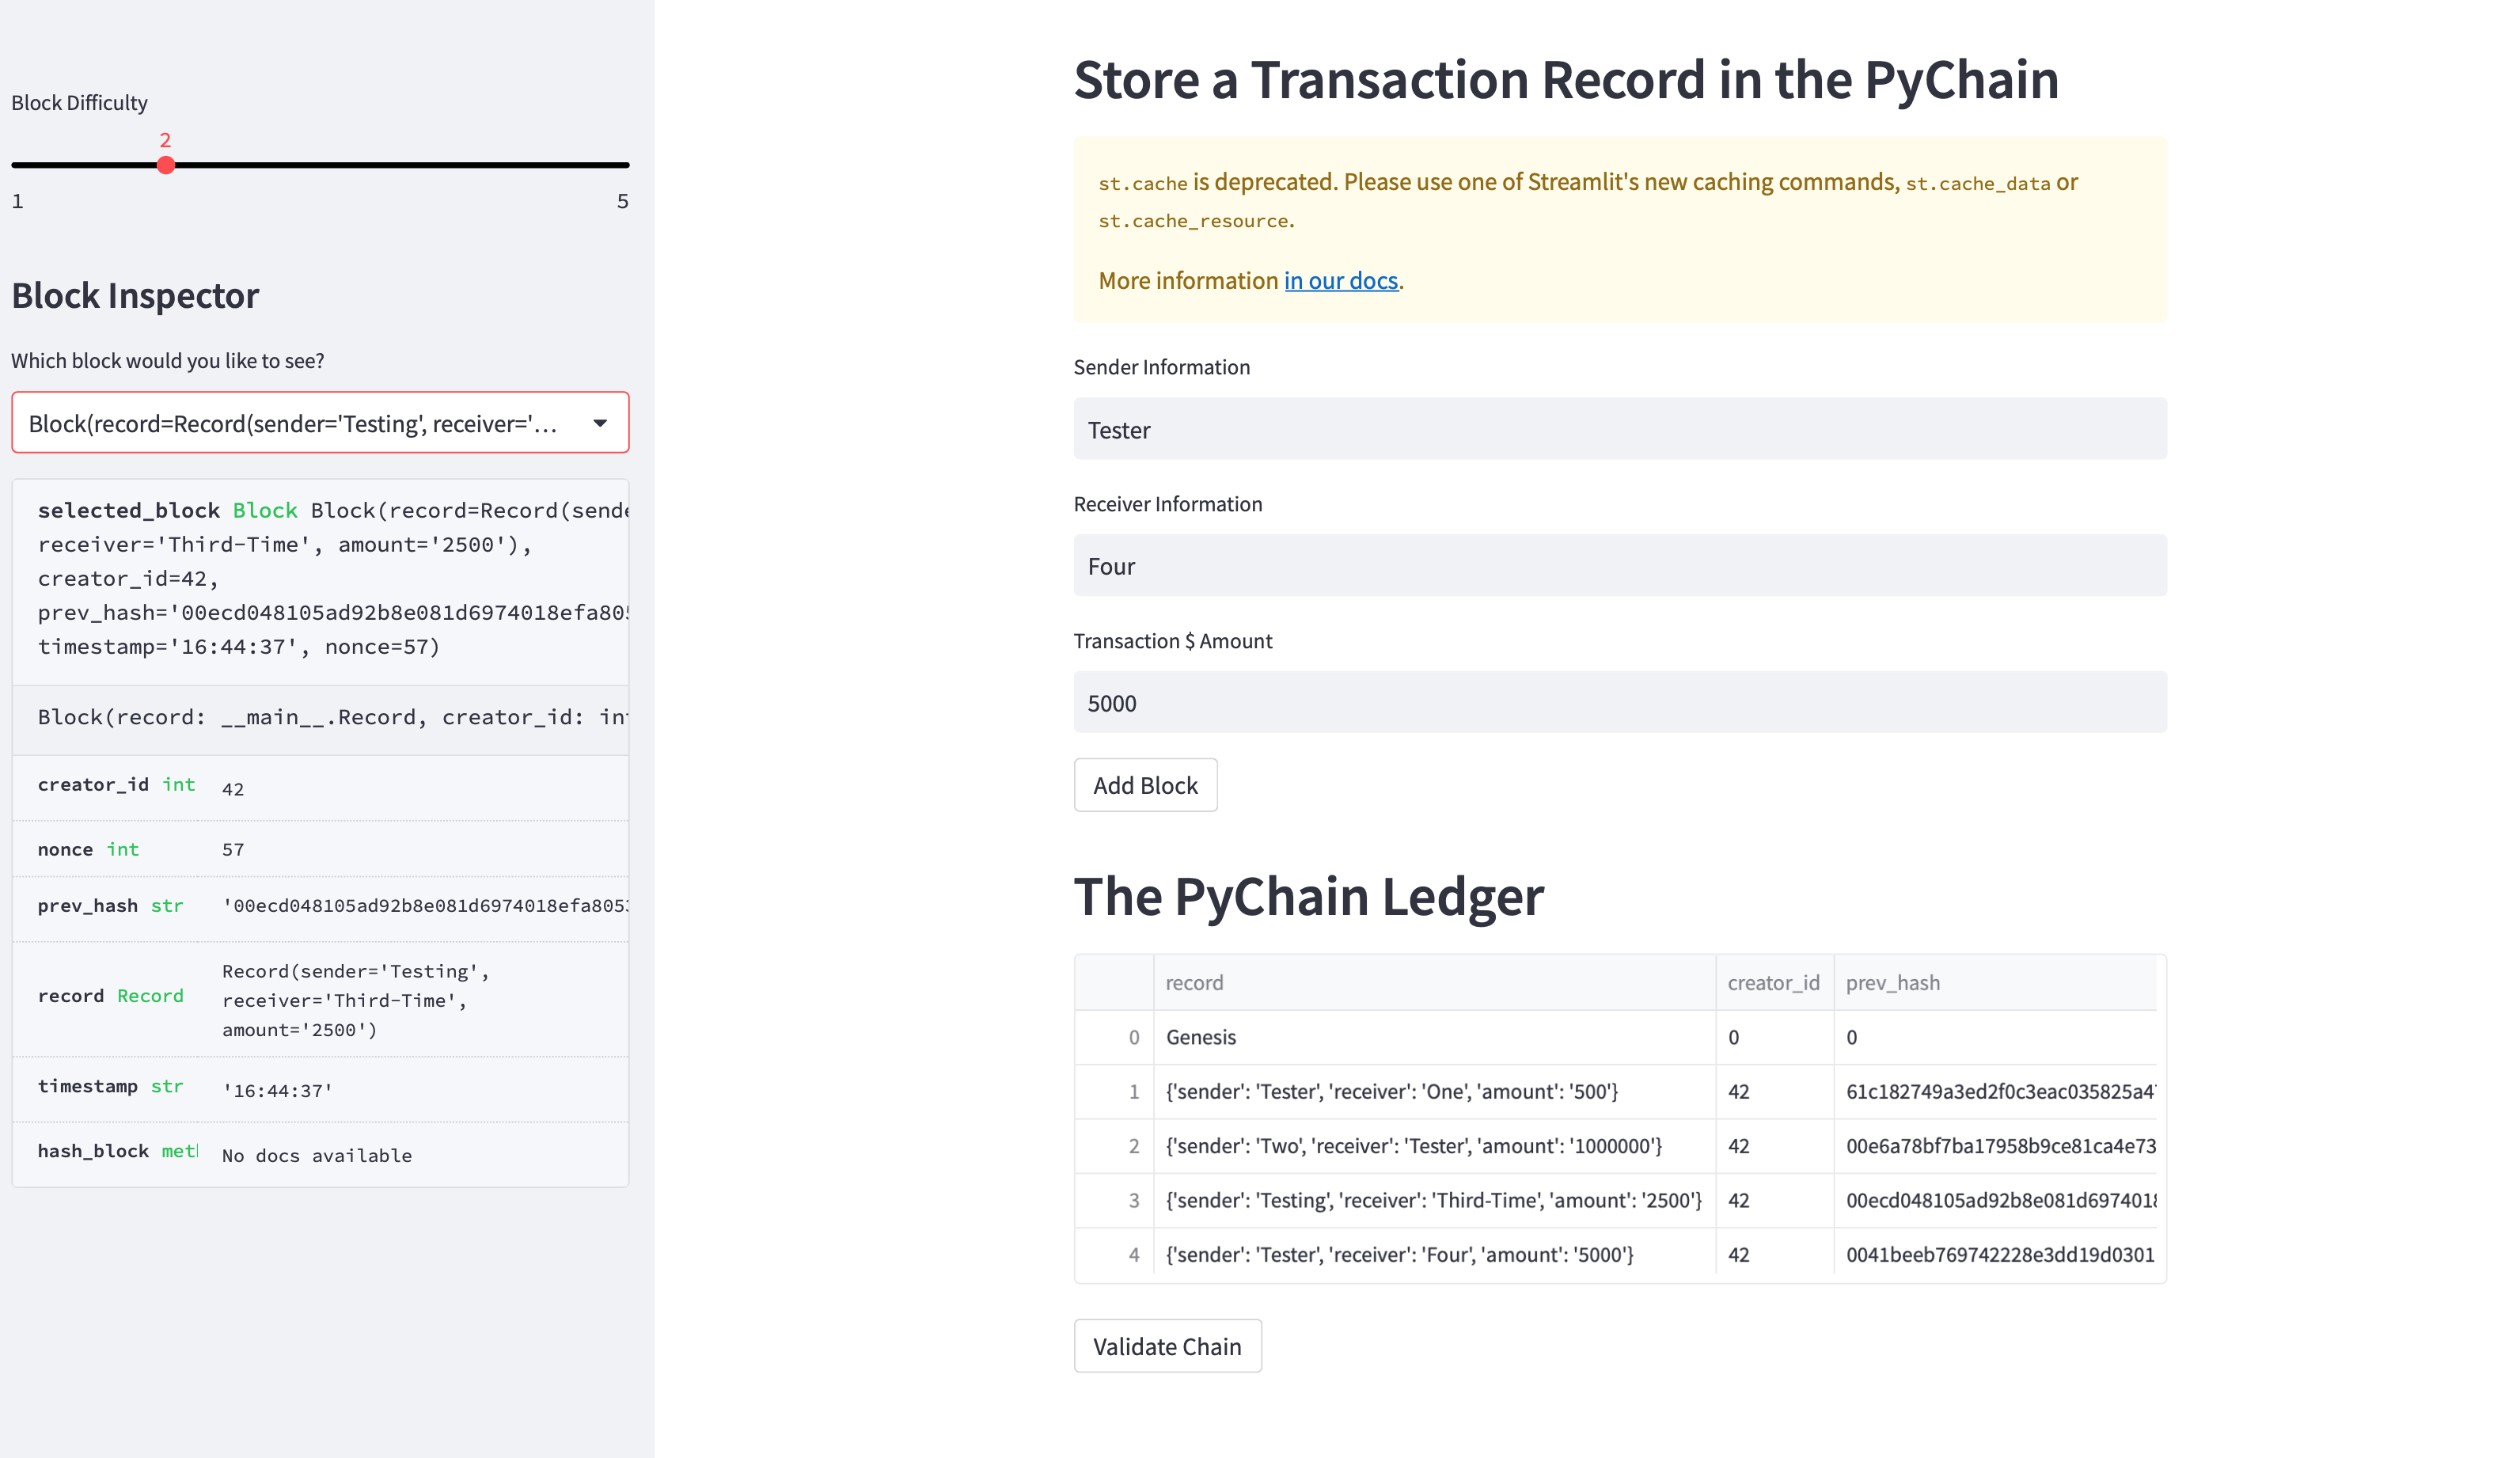 Block Difficulty
2
1 5
Block Inspector
Which block would you like to see?
Block(record=Record(sender='Testing', receiver='...
selected_block Block Block(record=Record(sende
receiver='Third-Time', amount='2500'),
creator_id=42,
prev_hash='00ecd048105ad92b8e081d6974018efa805
timestamp='16:44:37', nonce=57)
Block(record: __main__.Record, creator_id: in
creator_id int 42
nonce int 57
prev_hash str '00ecd048105ad92b8e081d6974018efa8053
record Record Record(sender='Testing',
receiver='Third-Time',
amount='2500')
timestamp str '16:44:37'
hash_block met No docs available
Store a Transaction Record in the PyChain
st.cache is deprecated. Please use one of Streamlit's new caching commands, st.cache_data or
st.cache_resource.
More information in our docs.
Sender Information
Tester
Receiver Information
Four
Transaction $ Amount
5000
Add Block
The PyChain Ledger
record creator_id prev_hash
0 Genesis 0 0
1 {'sender': 'Tester', 'receiver': 'One', 'amount': '500'} 42 61c182749a3ed2f0c3eac035825a4
2 {'sender': 'Two', 'receiver': 'Tester', 'amount': '1000000'} 42 00e6a78bf7ba17958b9ce81ca4e73
3 {'sender': 'Testing', 'receiver': 'Third-Time', 'amount': '2500'} 42 00ecd048105ad92b8e081d697401
4 {'sender': 'Tester', 'receiver': 'Four', 'amount': '5000'} 42 0041beeb769742228e3dd19d0301
Validate Chain